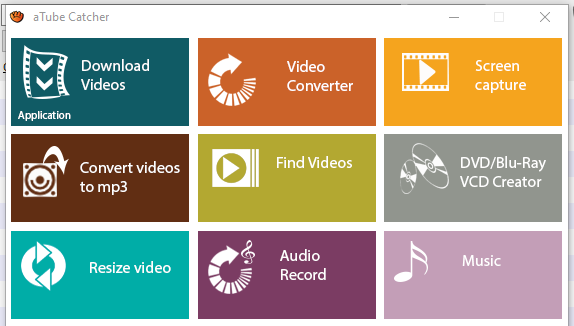 aTube Catcher
Download
Videos
Application
Video
Converter
Screen
capture
Convert videos
to mp3
Find Videos
DVD/Blu-Ray
VCD Creator
Resize video
Audio
Record
Music